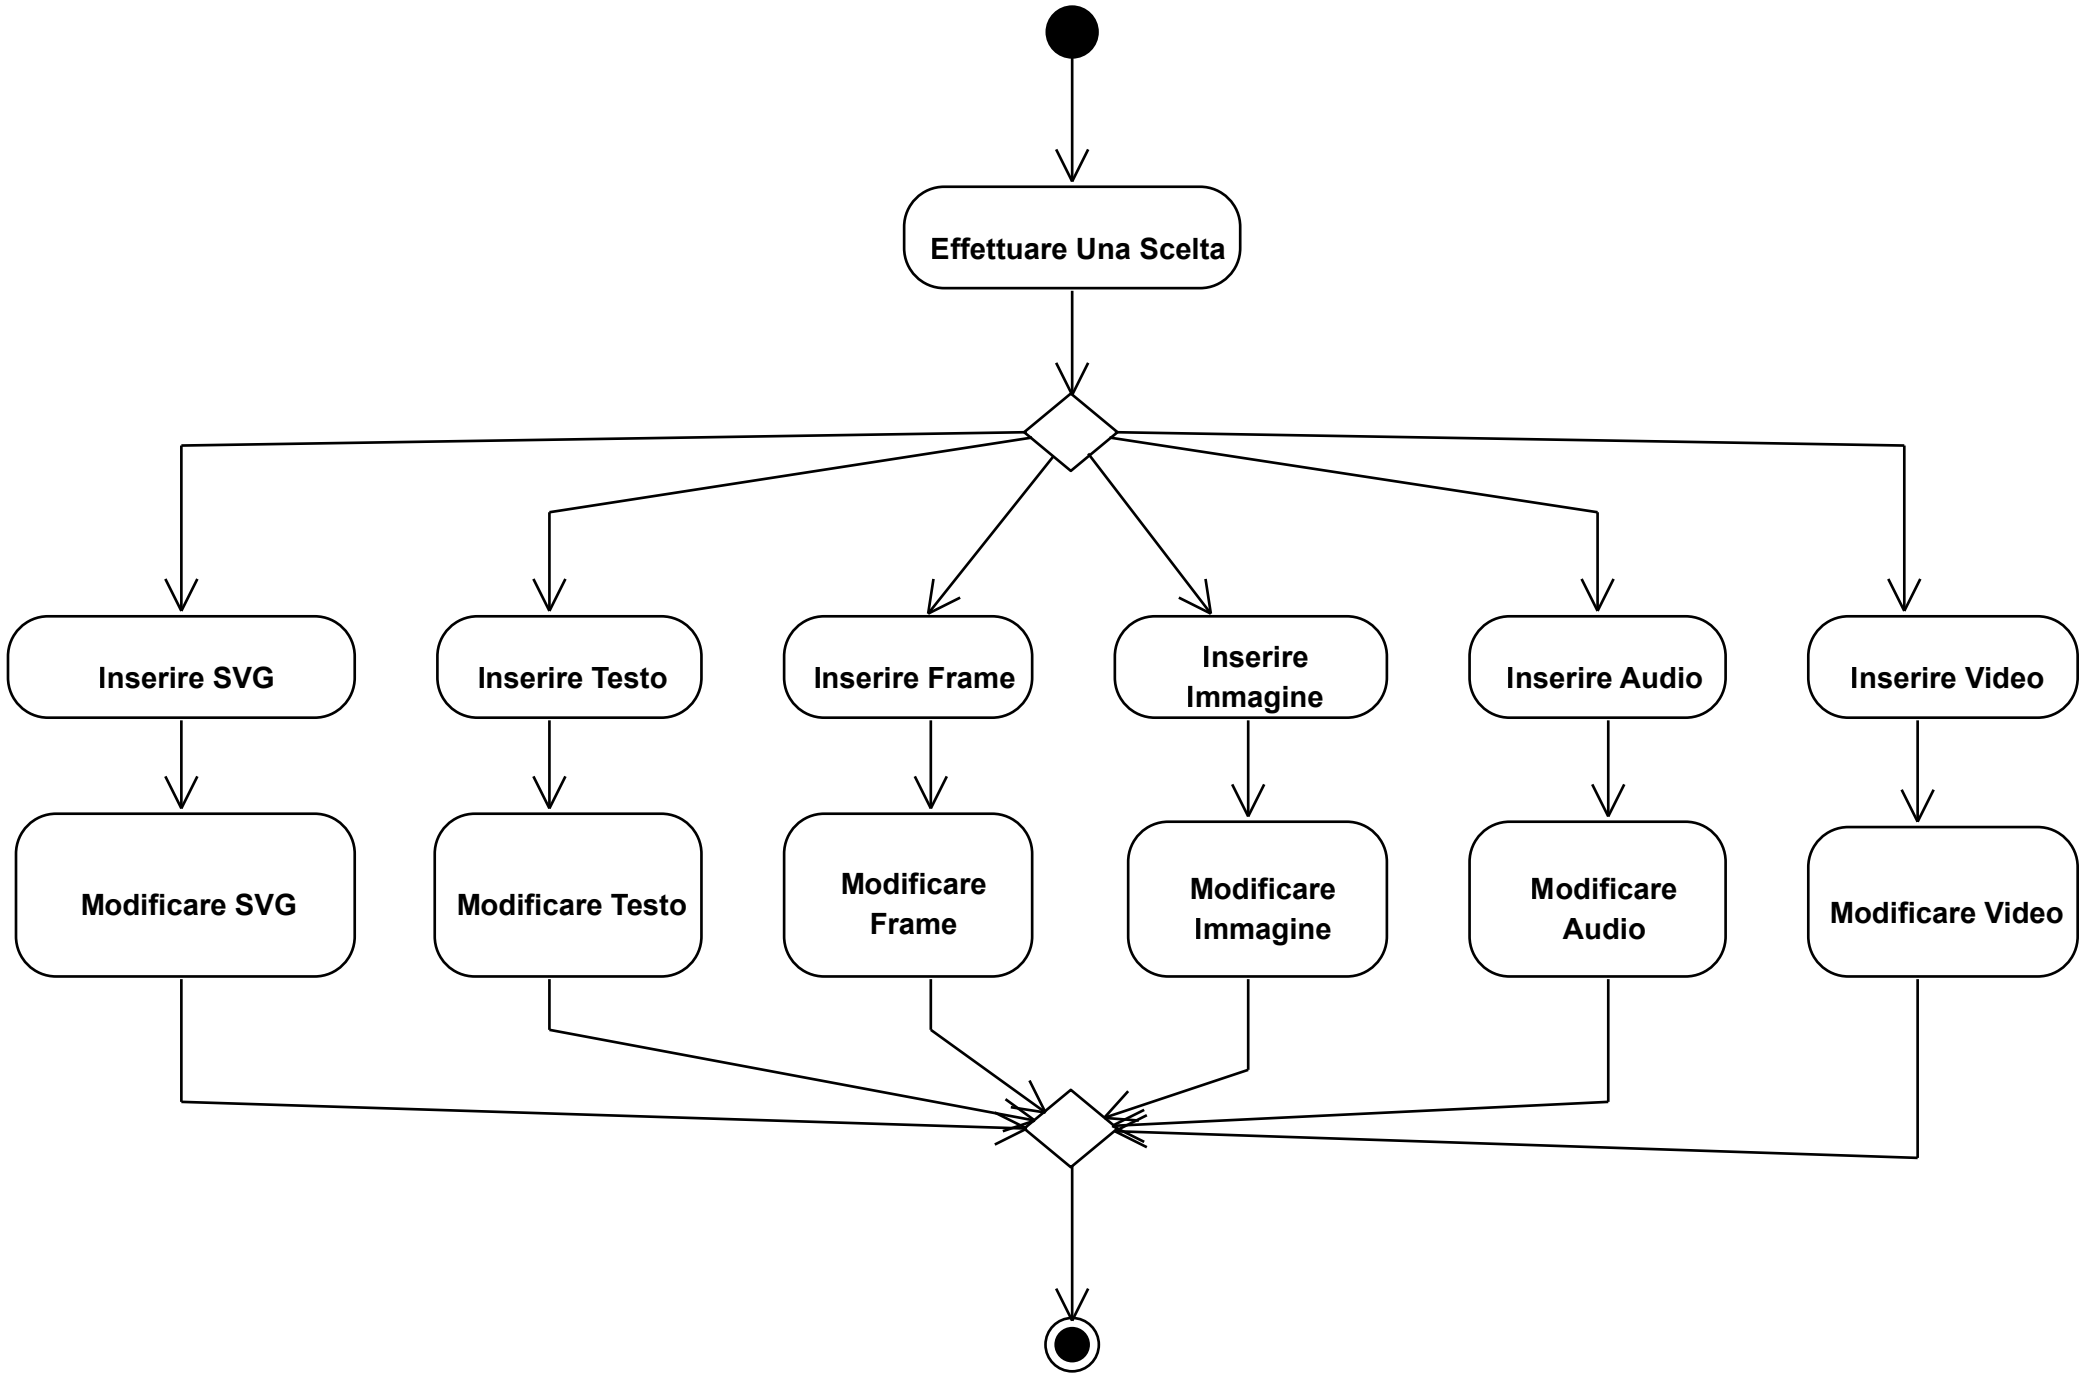 Effettuare Una Scelta
Inserire SVG
Inserire Testo
Inserire Frame
Inserire
Immagine
Inserire Audio
Inserire Video
Modificare SVG
Modificare Testo
Modificare
Frame
Modificare
Immagine
Modificare
Audio
Modificare Video